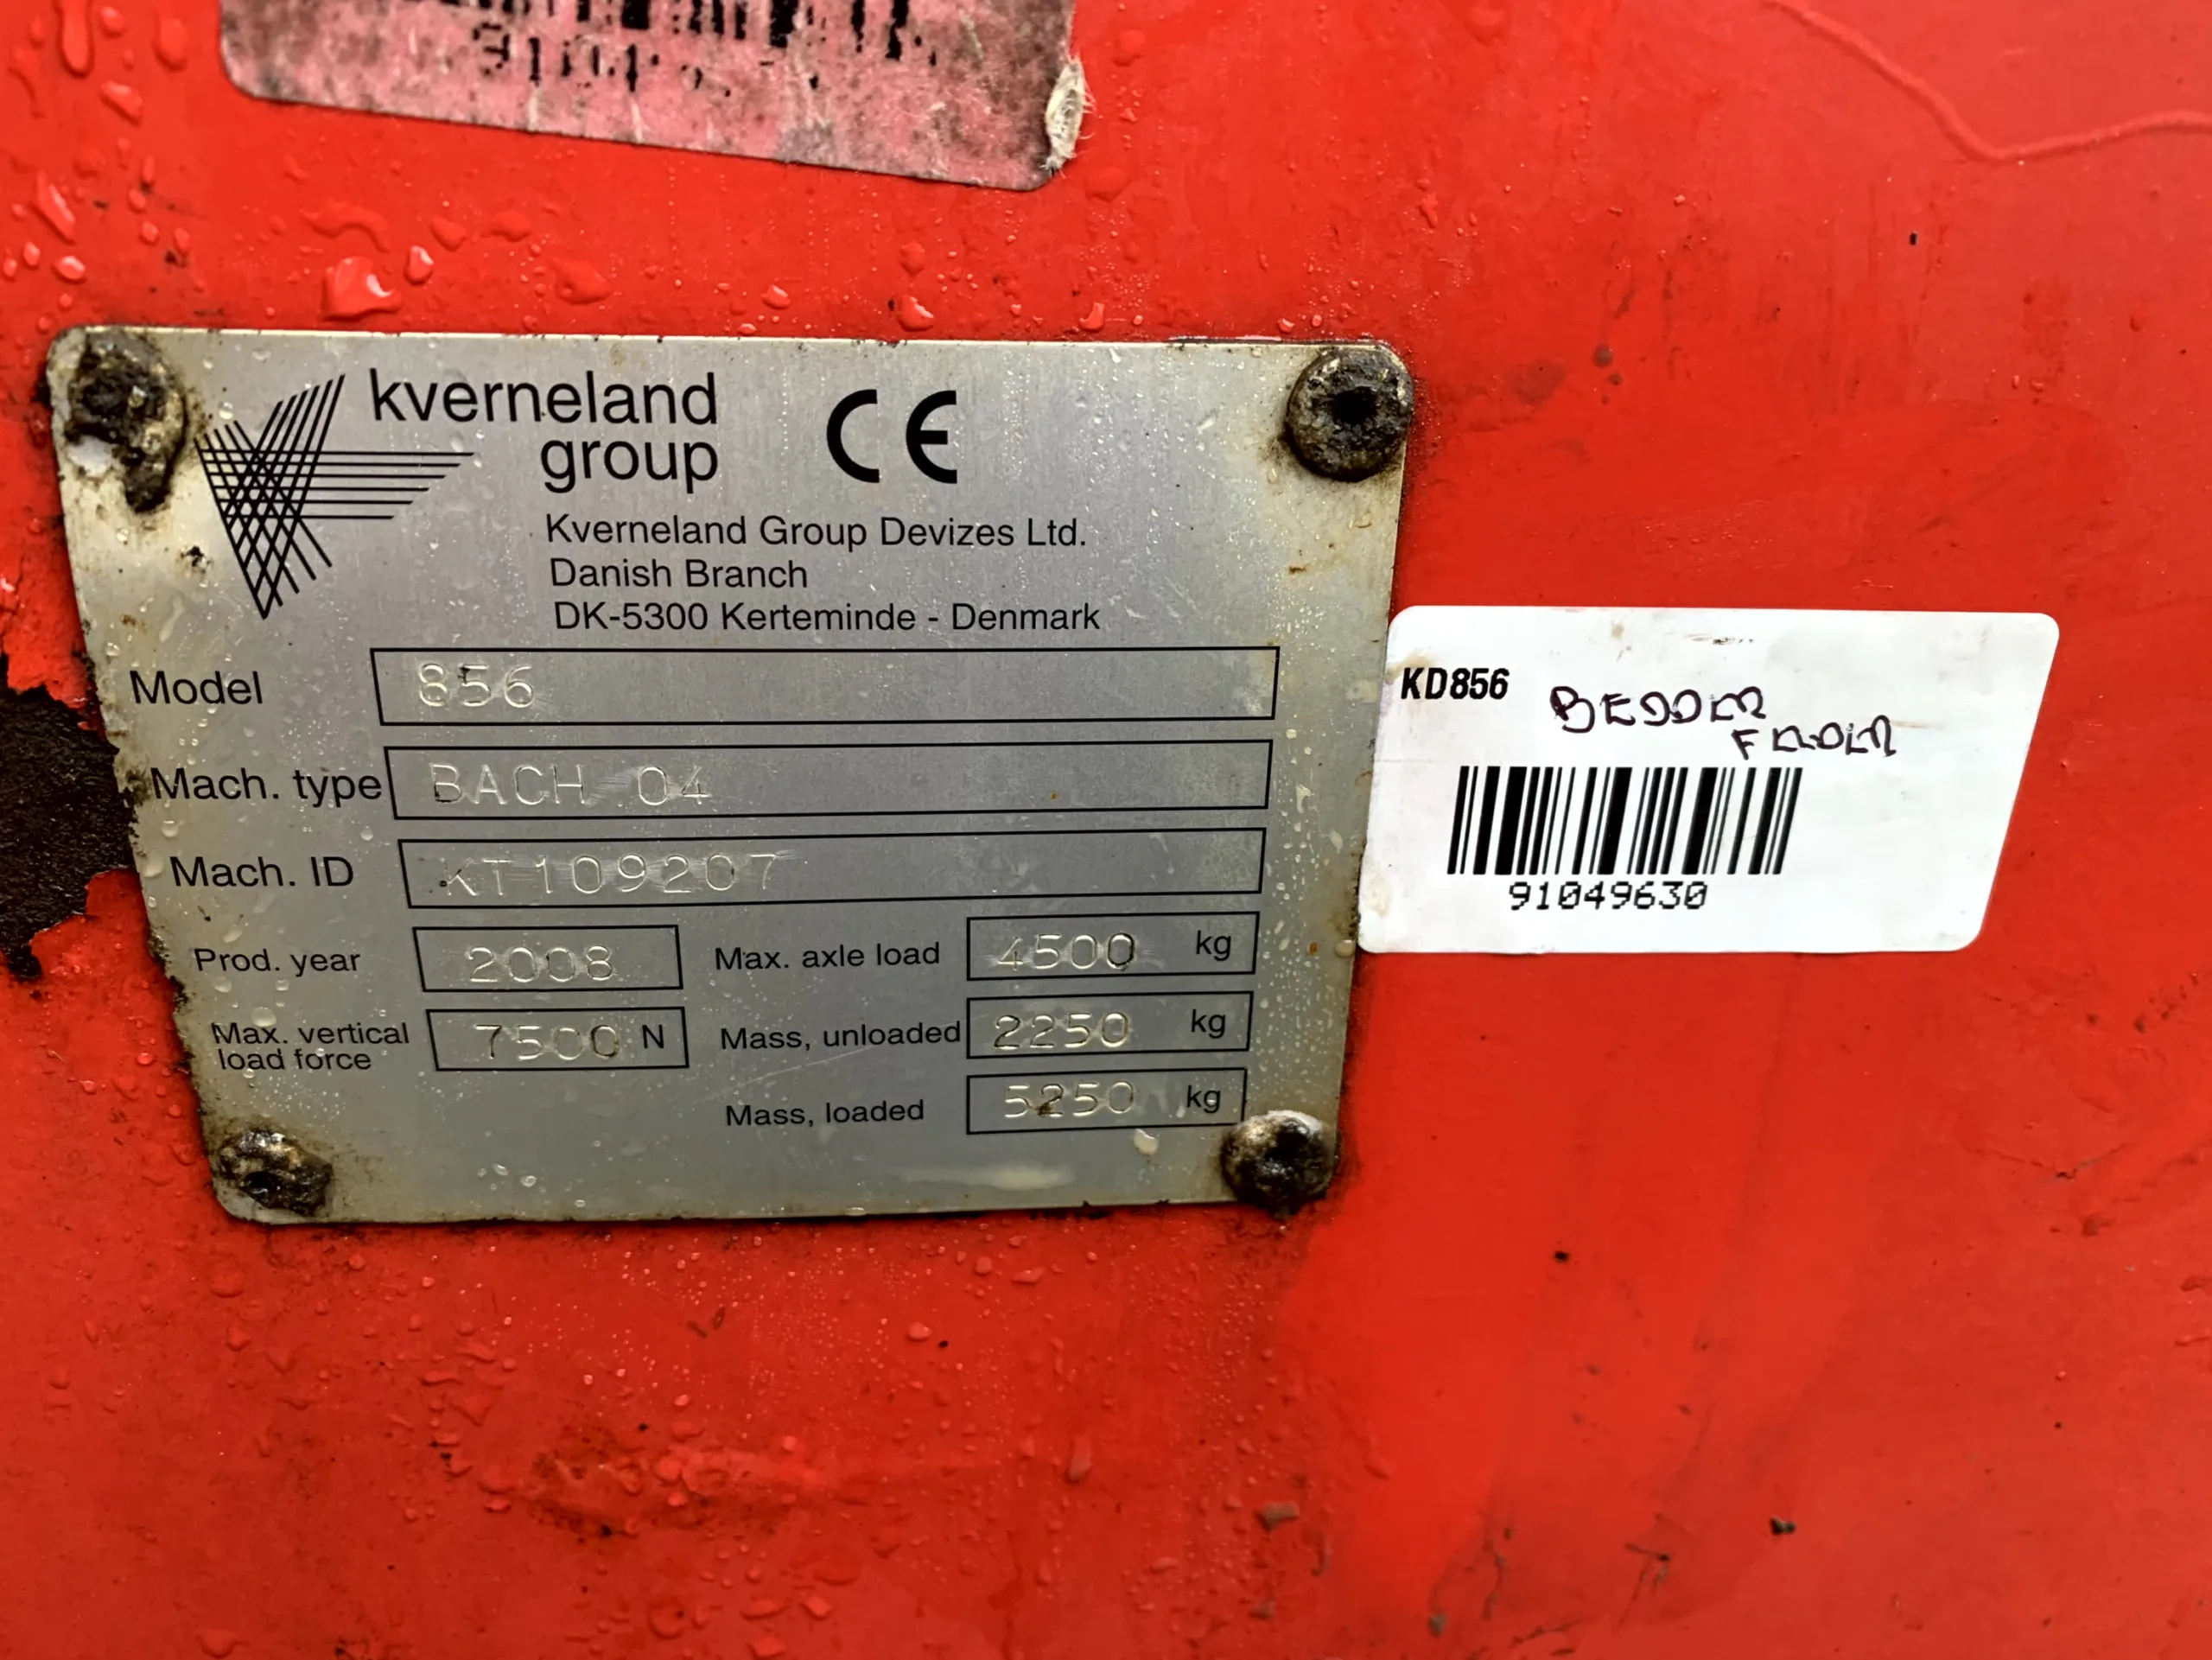 kverneland
group
CE
Kverneland Group Devizes Ltd.
Danish Branch
DK-5300 Kerteminde - Denmark
Model 856
Mach. type BACH 04
Mach. ID KT109207
Prod. year 2008 Max. axle load 4500 kg
Max. vertical load force 7500 N Mass, unloaded 2250 kg
Mass, loaded 5250 kg
KD856 BEDDER
91049630